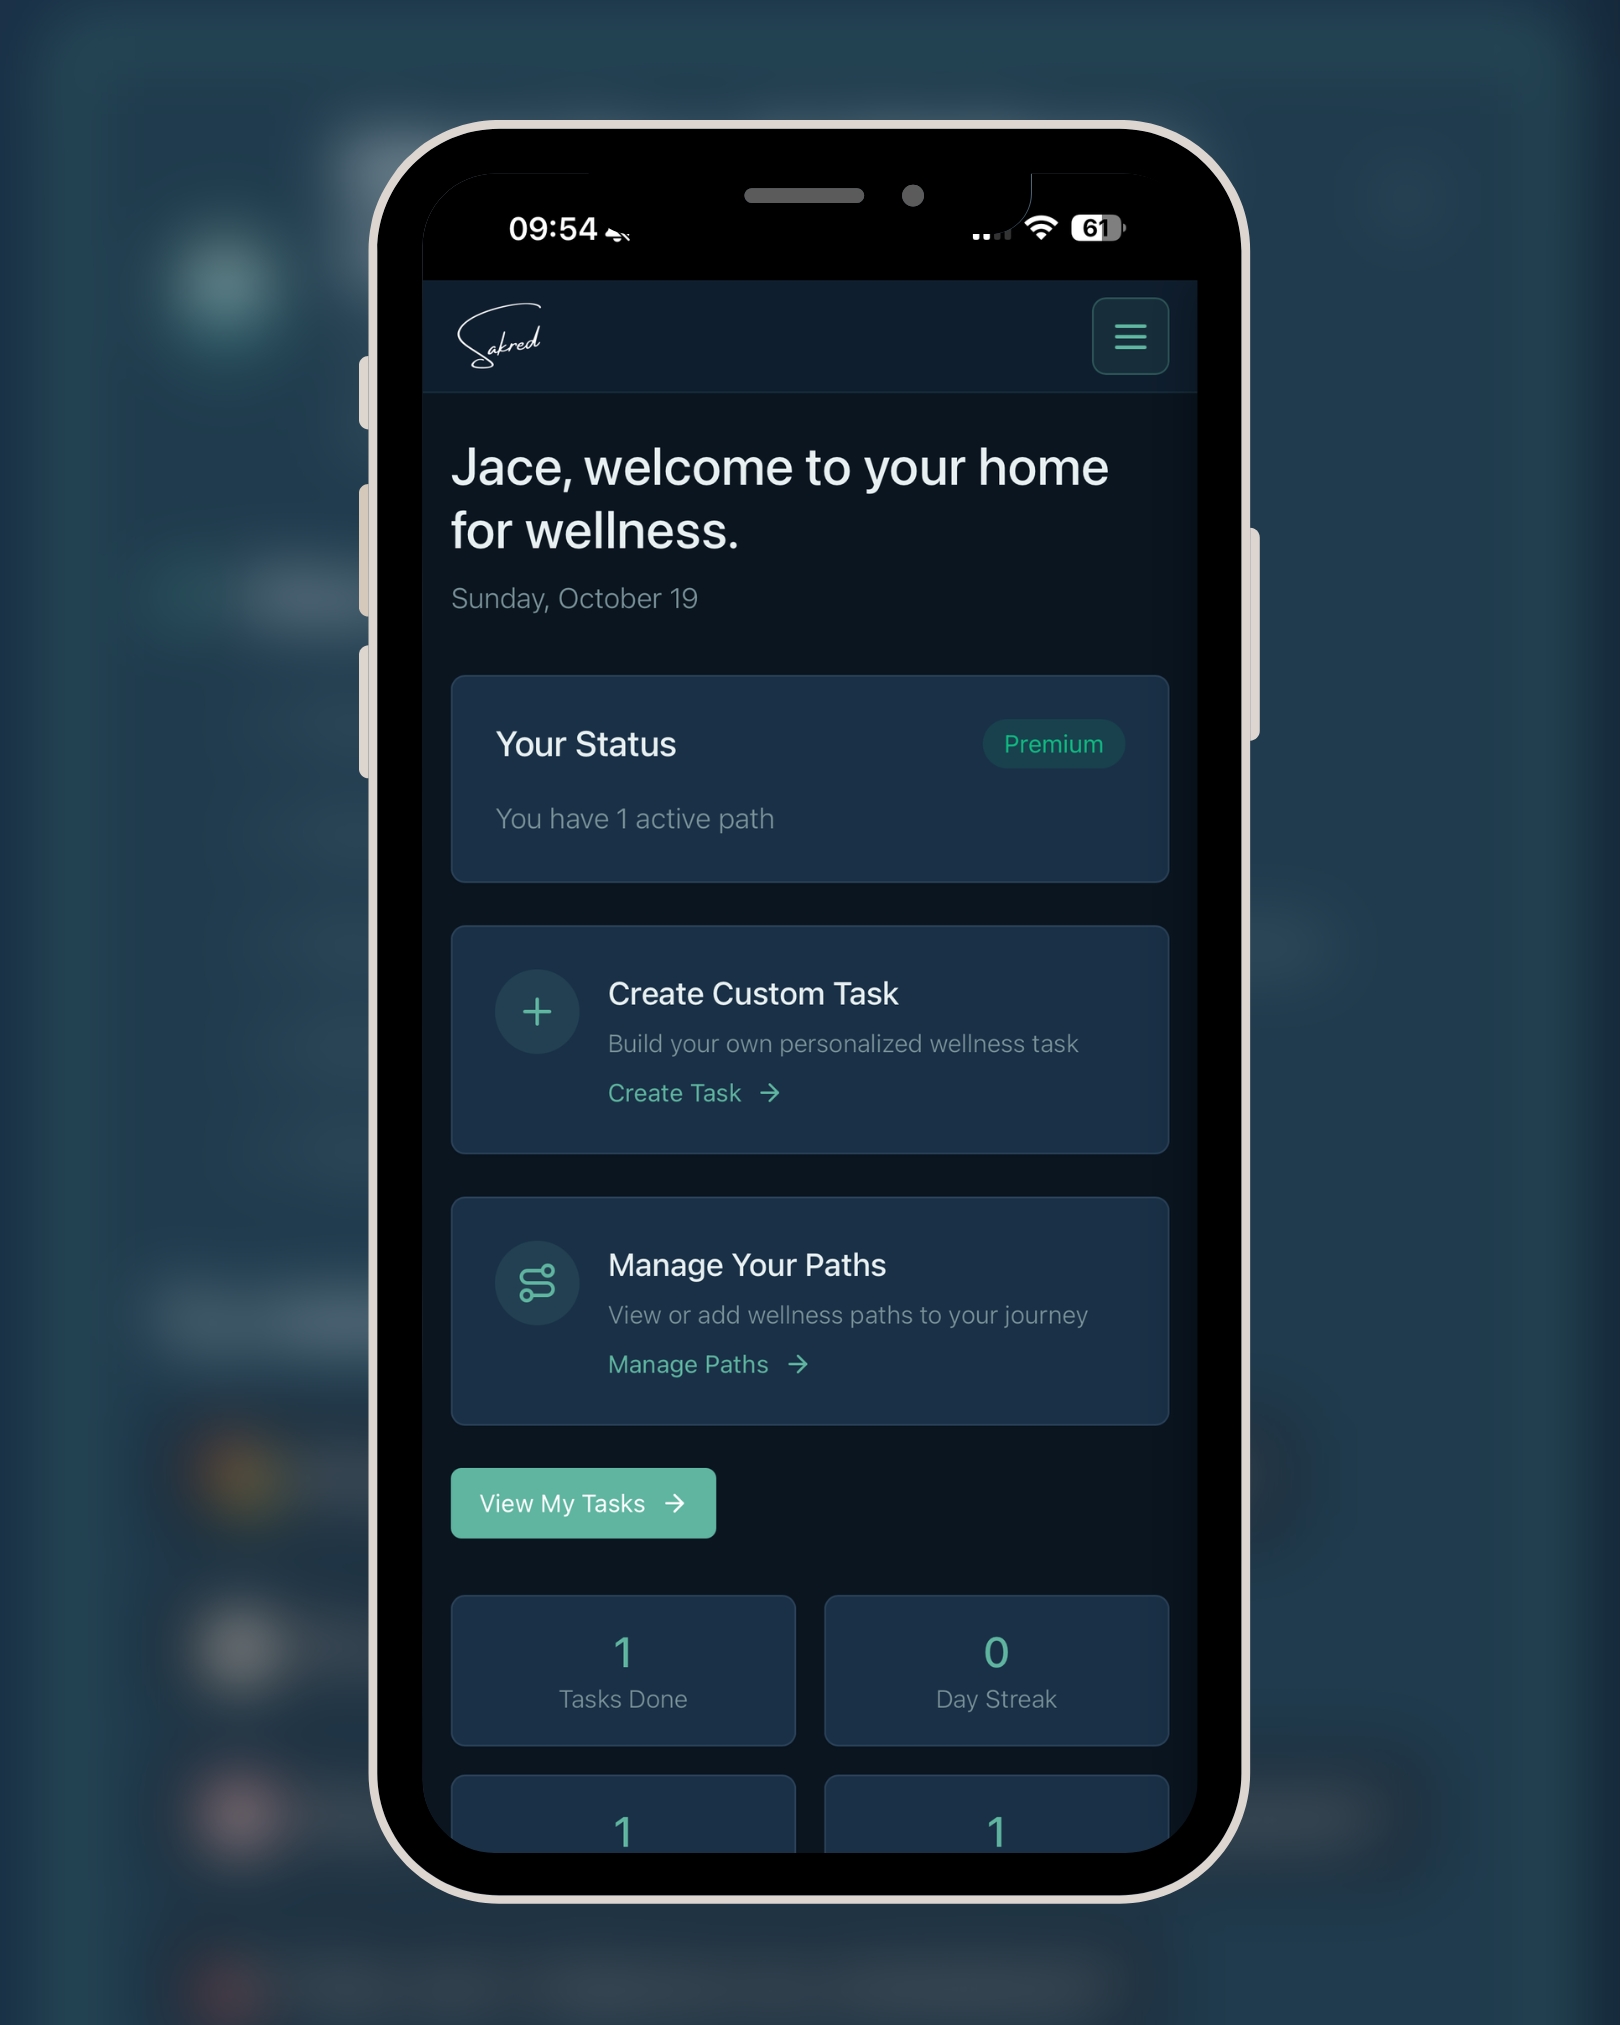 09:54
61
Sakred
Jace, welcome to your home
for wellness.
Sunday, October 19
Your Status
Premium
You have 1 active path
Create Custom Task
Build your own personalized wellness task
Create Task →
Manage Your Paths
View or add wellness paths to your journey
Manage Paths →
View My Tasks →
1
0
Tasks Done
Day Streak
1
1